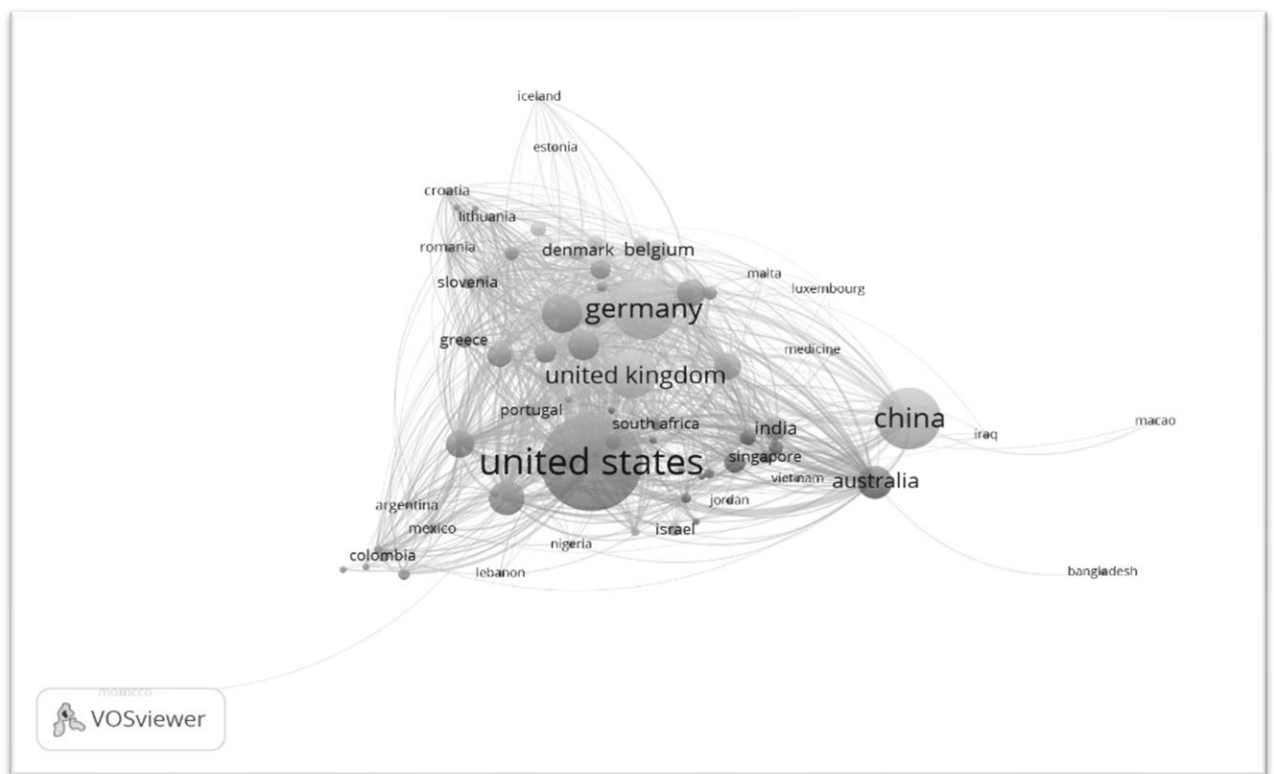 iceland
estonia
croatia
lithuania
romania
denmark
belgium
malta
slovenia
luxembourg
germany
greece
medicine
united kingdom
portugal
china
south africa
macao
india
iraq
singapore
united states
vietnam
australia
jordan
argentina
mexico
israel
nigeria
colombia
lebanon
bangladesh
morocco
VOSviewer